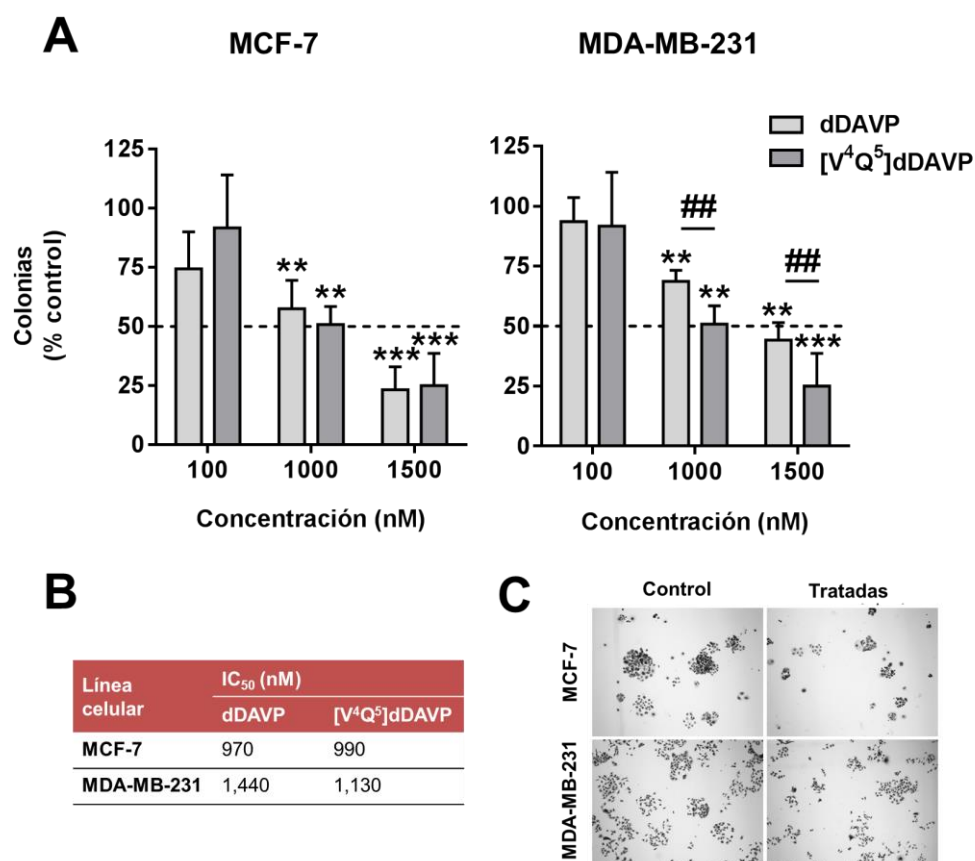 A
MCF-7
MDA-MB-231
dDAVP
[V⁴Q⁵]dDAVP
Colonias
(% control)
125
100
75
50
25
0
**
**
***
***
100
1000
1500
Concentración (nM)
125
100
75
50
25
0
##
##
**
**
**
***
100
1000
1500
Concentración (nM)
B
Línea
celular
IC₅₀ (nM)
dDAVP
[V⁴Q⁵]dDAVP
MCF-7
970
990
MDA-MB-231
1,440
1,130
C
Control
Tratadas
MCF-7
MDA-MB-231